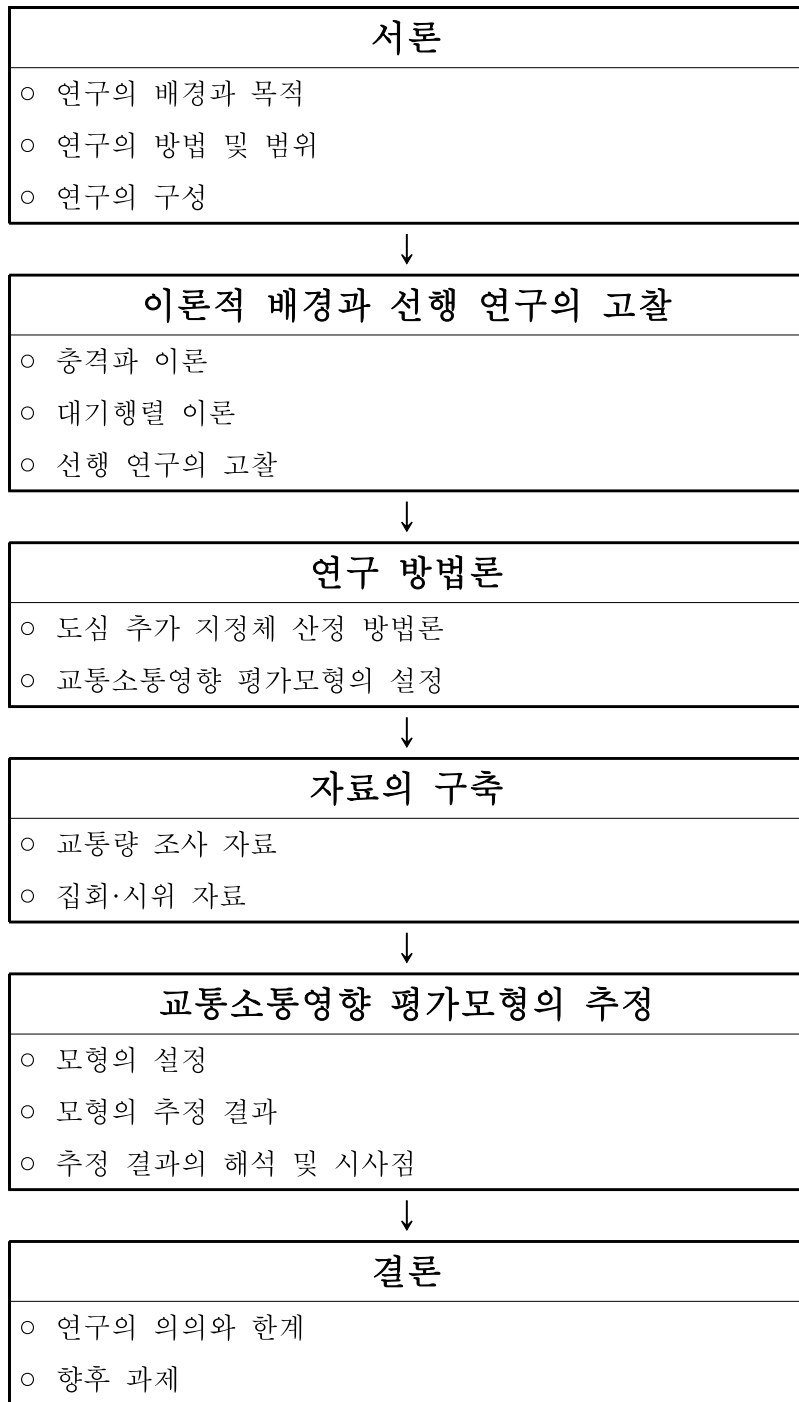 서론
○ 연구의 배경과 목적
○ 연구의 방법 및 범위
○ 연구의 구성
↓
이론적 배경과 선행 연구의 고찰
○ 충격파 이론
○ 대기행렬 이론
○ 선행 연구의 고찰
↓
연구 방법론
○ 도심 추가 지정체 산정 방법론
○ 교통소통영향 평가모형의 설정
↓
자료의 구축
○ 교통량 조사 자료
○ 집회·시위 자료
↓
교통소통영향 평가모형의 추정
○ 모형의 설정
○ 모형의 추정 결과
○ 추정 결과의 해석 및 시사점
↓
결론
○ 연구의 의의와 한계
○ 향후 과제